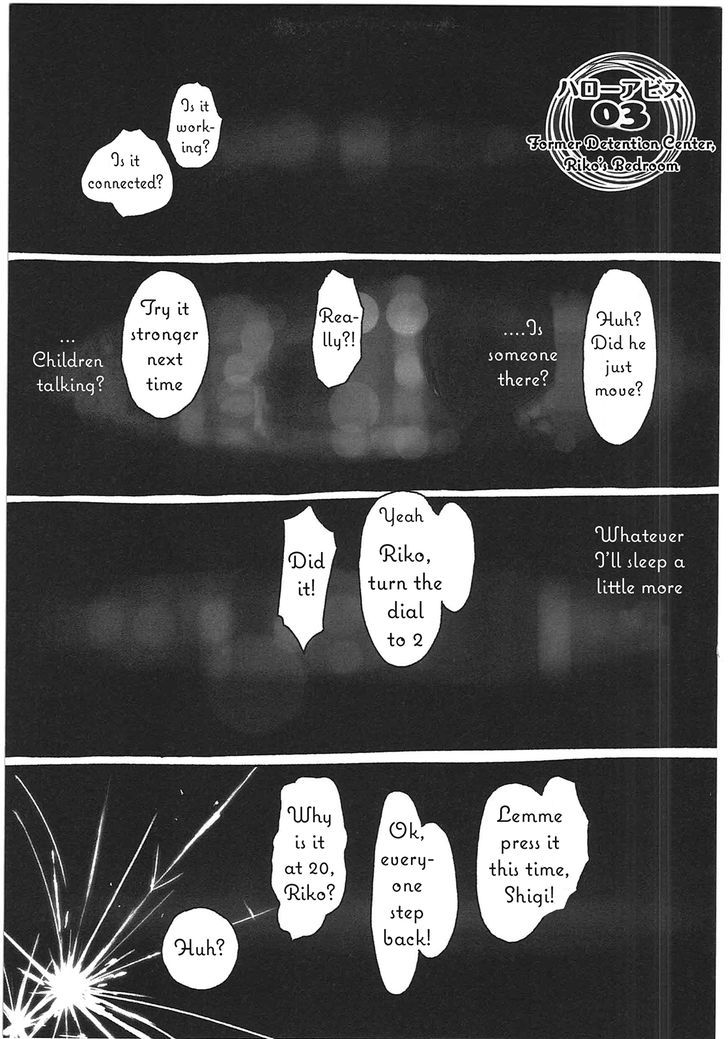 ハローアビス
03
Former Detention Center,
Riko's Bedroom
Is it
work-
ing?
Is it
connected?
Huh?
Did he
just
move?
....Is
someone
there?
Rea-
lly?!
Try it
stronger
next
time
...
Children
talking?
Whatever
I'll sleep a
little more
Yeah
Riko,
turn the
dial
to 2
Did
it!
Lemme
press it
this time,
Shigi!
Ok,
every-
one
step
back!
Why
is it
at 20,
Riko?
Huh?